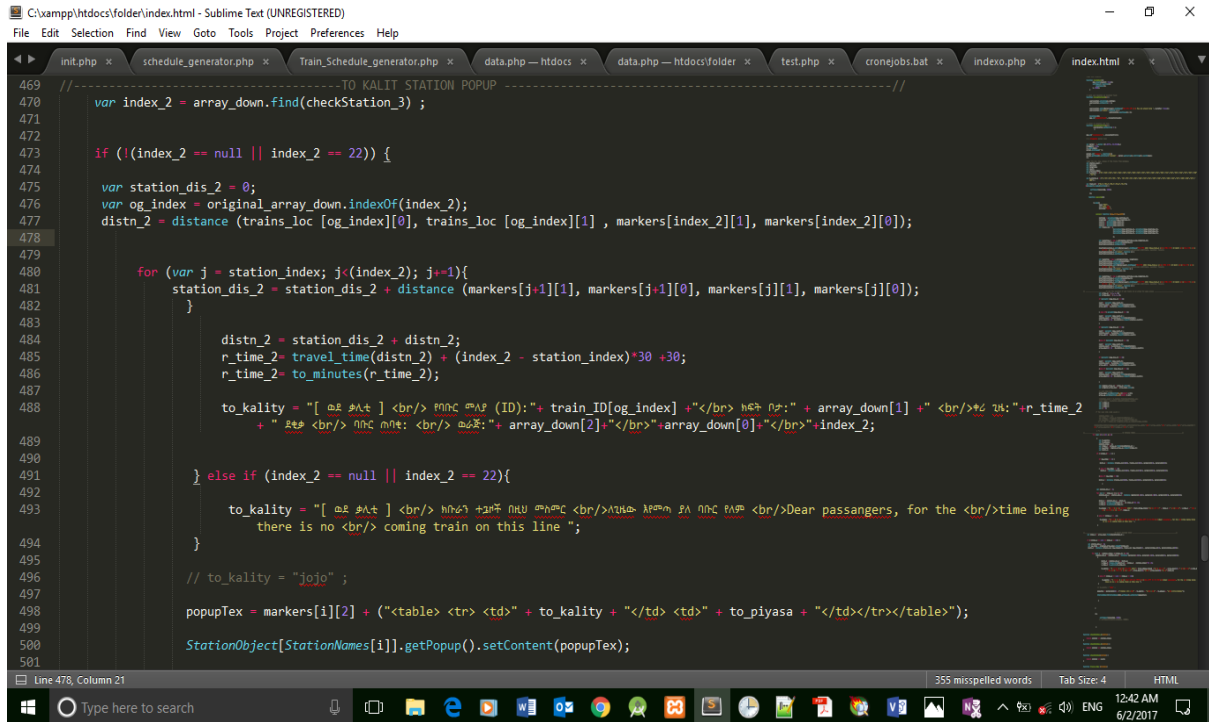 C:\xampp\htdocs\folder\index.html - Sublime Text (UNREGISTERED)
File Edit Selection Find View Goto Tools Project Preferences Help
init.php × schedule_generator.php × Train_Schedule_generator.php × data.php — htdocs × data.php — htdocs\folder × test.php × cronejobs.bat × indexo.php × index.html ×
469 //-----------------------------------TO KALIT STATION POPUP --------------------------------------------------//
470 var index_2 = array_down.find(checkStation_3) ;
471
472
473 if (!(index_2 == null || index_2 == 22)) {
474
475 var station_dis_2 = 0;
476 var og_index = original_array_down.indexOf(index_2);
477 distn_2 = distance (trains_loc [og_index][0], trains_loc [og_index][1] , markers[index_2][1], markers[index_2][0]);
478
479
480 for (var j = station_index; j<(index_2); j+=1){
481 station_dis_2 = station_dis_2 + distance (markers[j+1][1], markers[j+1][0], markers[j][1], markers[j][0]);
482 }
483
484 distn_2 = station_dis_2 + distn_2;
485 r_time_2= travel_time(distn_2) + (index_2 - station_index)*30 +30;
486 r_time_2= to_minutes(r_time_2);
487
488 to_kality = "[ ወደ ቃሊቲ ] <br/> የባቡር መለያ (ID):"+ train_ID[og_index] +"</br> ክፍት ቦታ:" + array_down[1] +" <br/>ቀሪ ጊዜ:"+r_time_2
+ " ደቂቃ <br/> ባቡር ጠባቂ: <br/> ወራጅ:"+ array_down[2]+"</br>"+array_down[0]+"</br>"+index_2;
489
490
491 } else if (index_2 == null || index_2 == 22){
492
493 to_kality = "[ ወደ ቃሊቲ ] <br/> ክቡራን ተጓዦች በዚህ መስመር <br/>ለጊዜው እየመጣ ያለ ባቡር የለም <br/>Dear passangers, for the <br/>time being
there is no <br/> coming train on this line ";
494 }
495
496 // to_kality = "jojo" ;
497
498 popupTex = markers[i][2] + ("<table> <tr> <td>" + to_kality + "</td> <td>" + to_piyasa + "</td></tr></table>");
499
500 StationObject[StationNames[i]].getPopup().setContent(popupTex);
501
Line 478, Column 21 355 misspelled words Tab Size: 4 HTML
Type here to search ENG 12:42 AM
6/2/2017